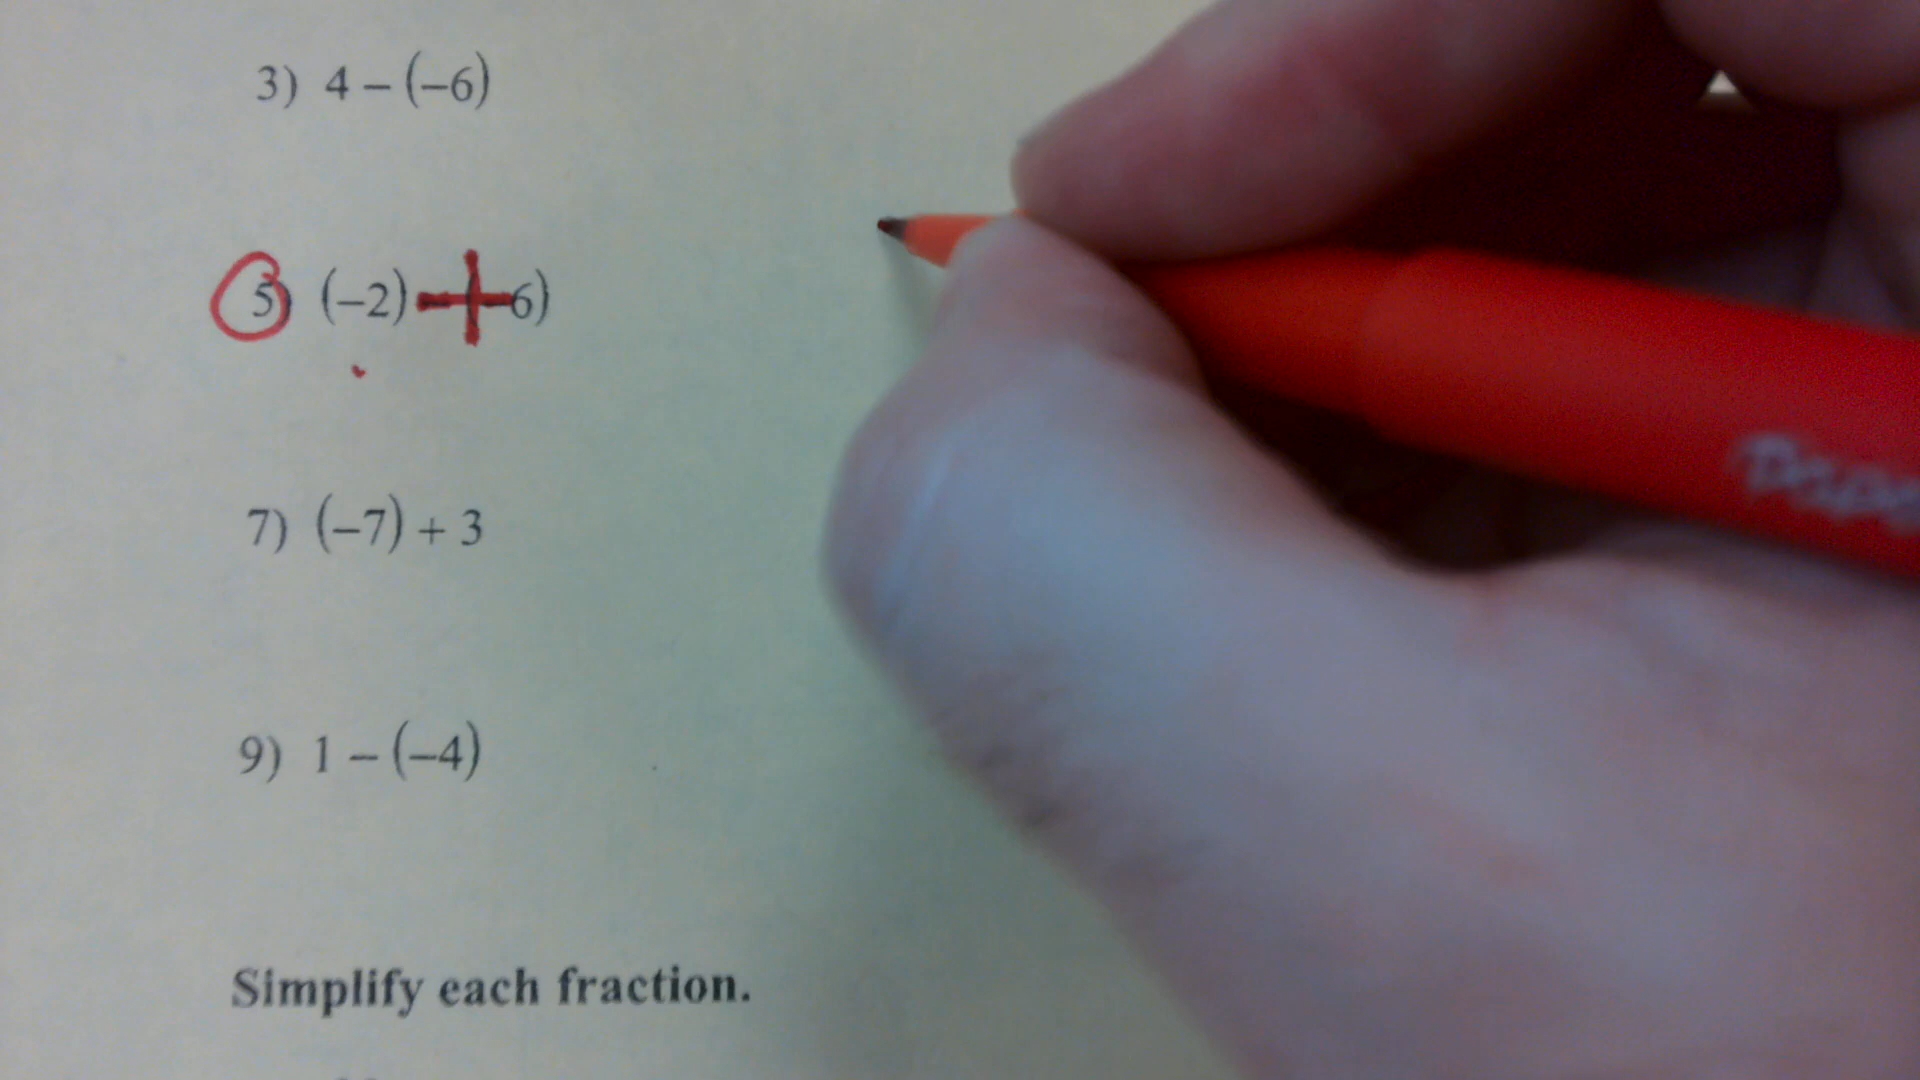 3) 4 – (–6)
5) (–2) + 6)
7) (–7) + 3
9) 1 – (–4)
Simplify each fraction.